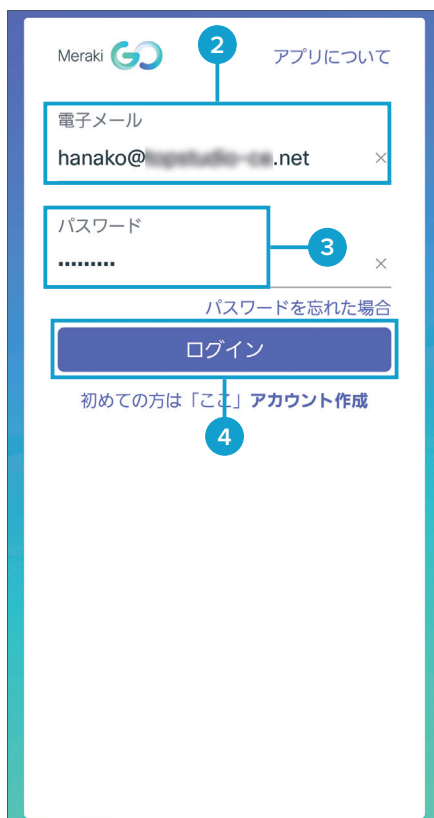 Meraki GO
2
アプリについて
電子メール
hanako@ .net ×
パスワード
••••••••• ×
3
パスワードを忘れた場合
ログイン
初めての方は「ここ」アカウント作成
4